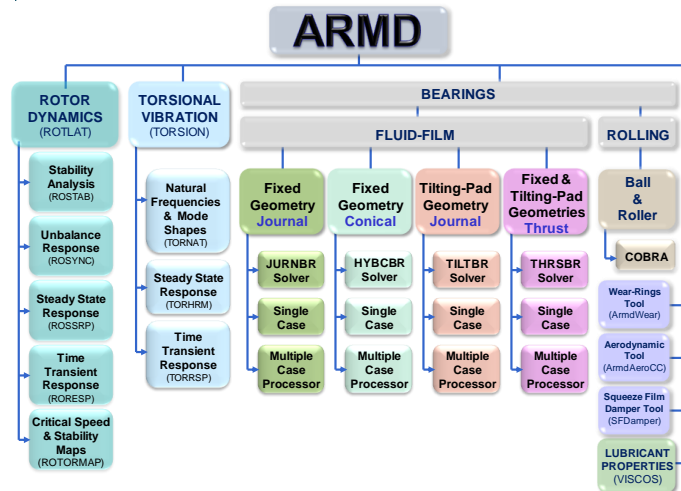 ARMD
ROTOR
DYNAMICS
(ROTLAT)
Stability
Analysis
(ROSTAB)
Unbalance
Response
(ROSYNC)
Steady State
Response
(ROSSRP)
Time
Transient
Response
(RORESP)
Critical Speed
& Stability
Maps
(ROTORMAP)
TORSIONAL
VIBRATION
(TORSION)
Natural
Frequencies
& Mode
Shapes
(TORNAT)
Steady State
Response
(TORHRM)
Time
Transient
Response
(TORRSP)
BEARINGS
FLUID-FILM
Fixed
Geometry
Journal
JURNBR
Solver
Single
Case
Multiple
Case
Processor
Fixed
Geometry
Conical
HYBCBR
Solver
Single
Case
Multiple
Case
Processor
Tilting-Pad
Geometry
Journal
TILTBR
Solver
Single
Case
Multiple
Case
Processor
Fixed &
Tilting-Pad
Geometries
Thrust
THRSBR
Solver
Single
Case
Multiple
Case
Processor
ROLLING
Ball
&
Roller
COBRA
Wear-Rings
Tool
(ArmdWear)
Aerodynamic
Tool
(ArmdAeroCC)
Squeeze Film
Damper Tool
(SFDamper)
LUBRICANT
PROPERTIES
(VISCOS)